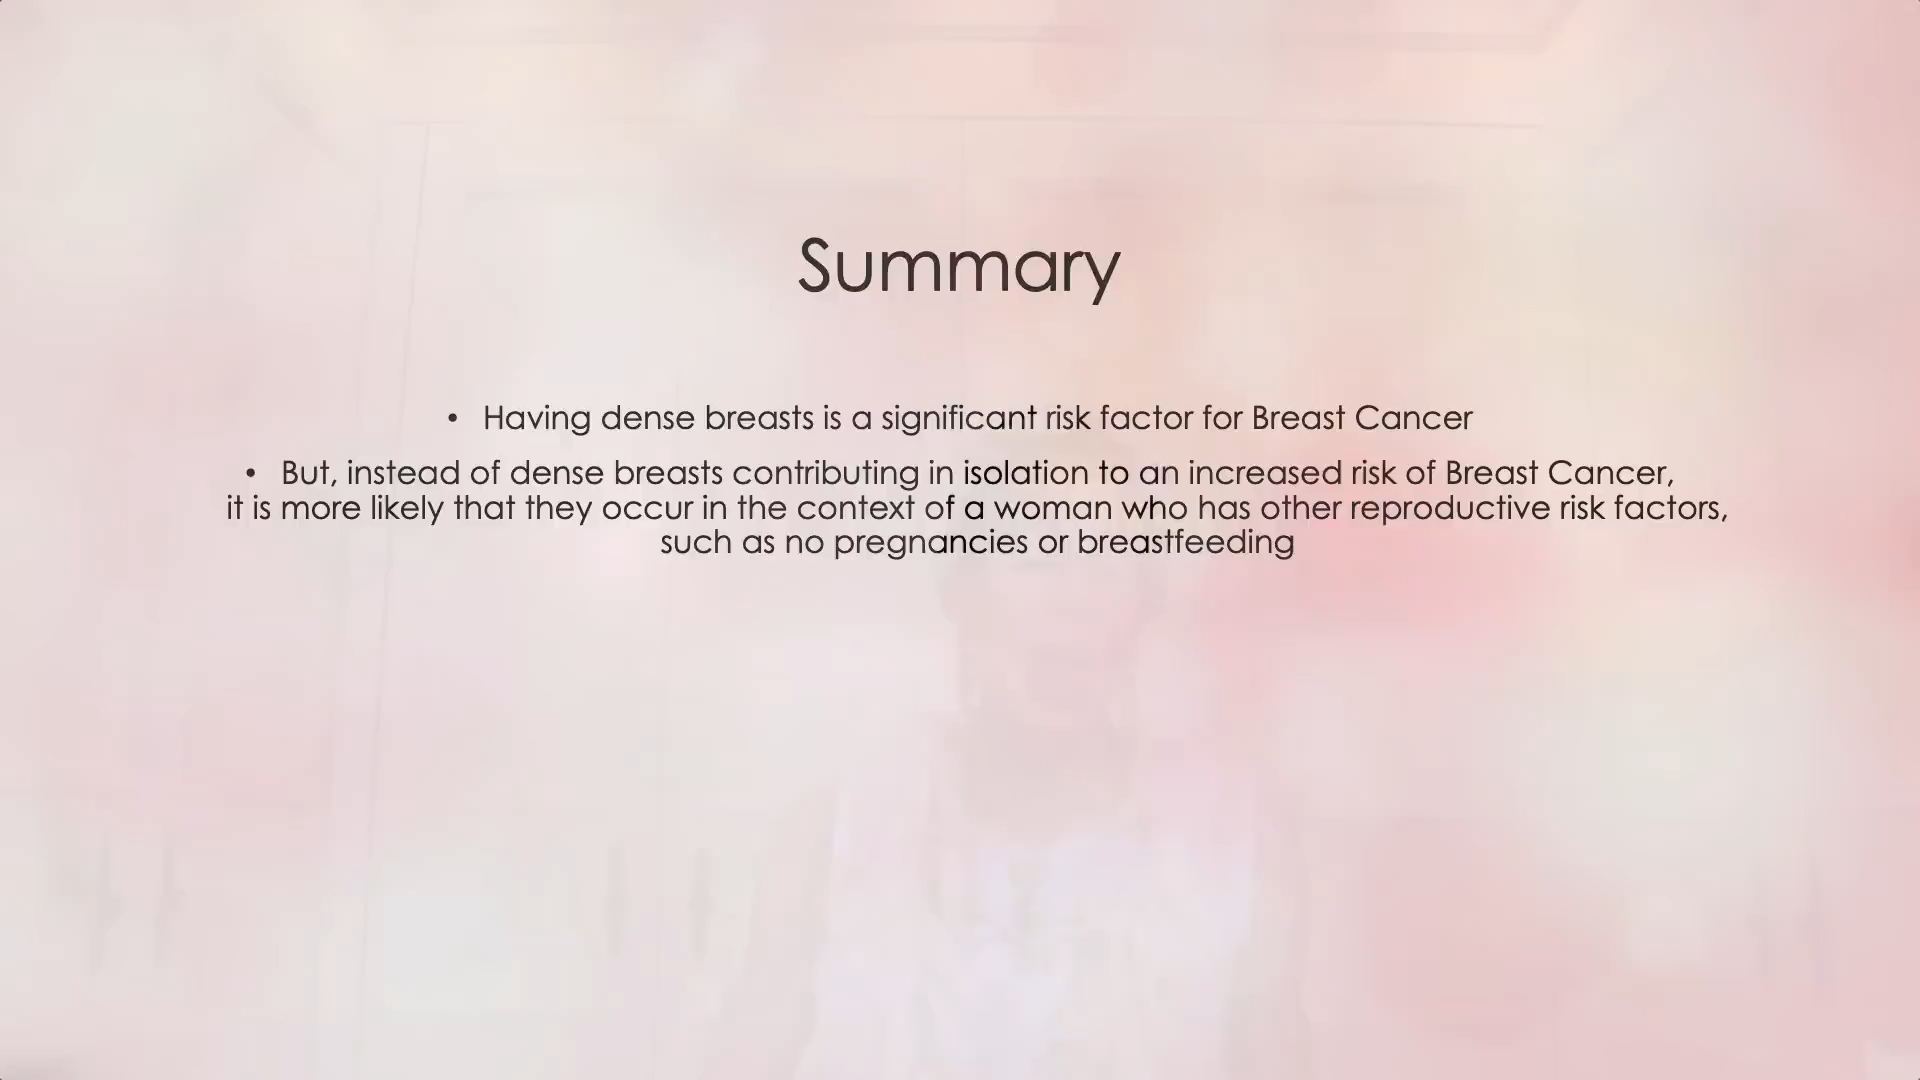 Summary
• Having dense breasts is a significant risk factor for Breast Cancer
• But, instead of dense breasts contributing in isolation to an increased risk of Breast Cancer,
it is more likely that they occur in the context of a woman who has other reproductive risk factors,
such as no pregnancies or breastfeeding